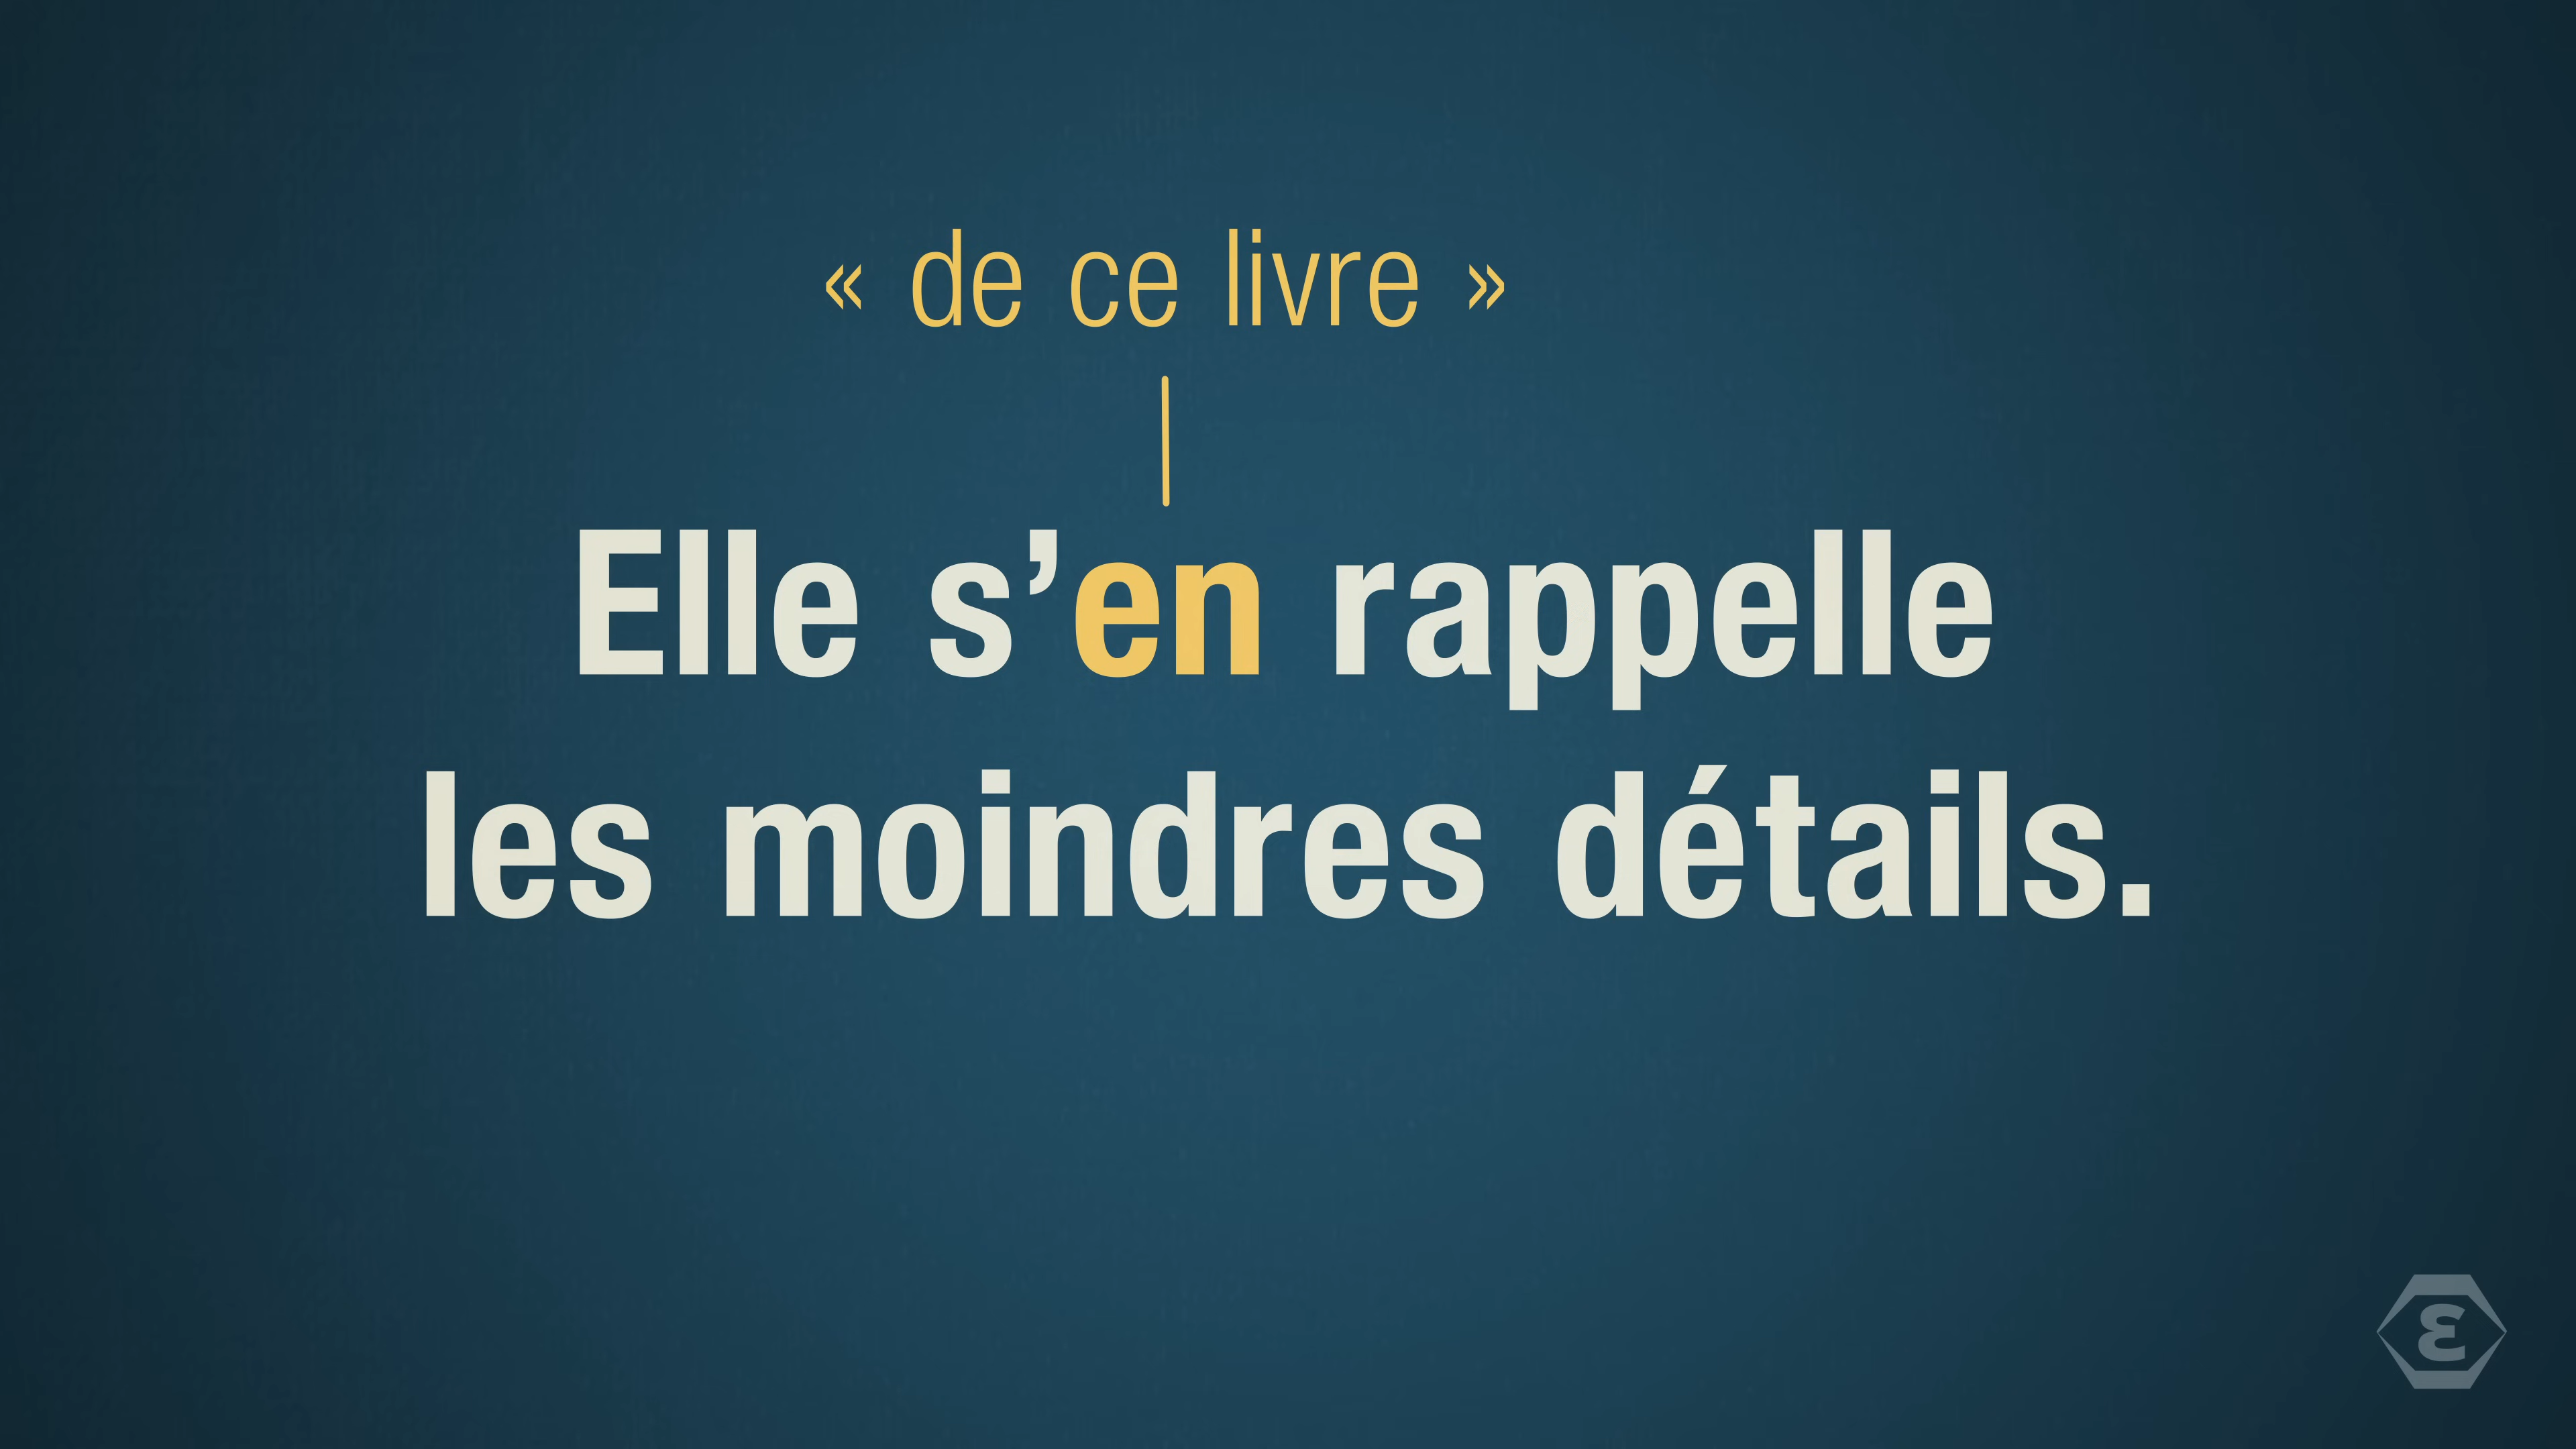 « de ce livre »
Elle s’en rappelle
les moindres détails.
ε